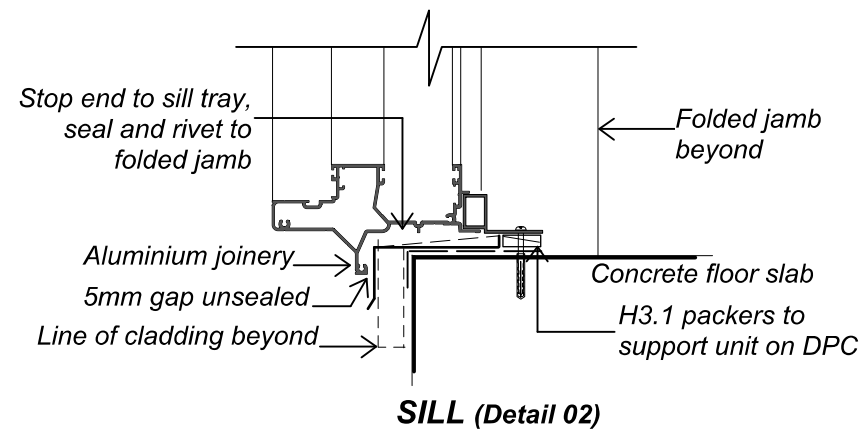 Stop end to sill tray,
seal and rivet to
folded jamb
Folded jamb
beyond
Aluminium joinery
5mm gap unsealed
Line of cladding beyond
Concrete floor slab
H3.1 packers to
support unit on DPC
SILL (Detail 02)